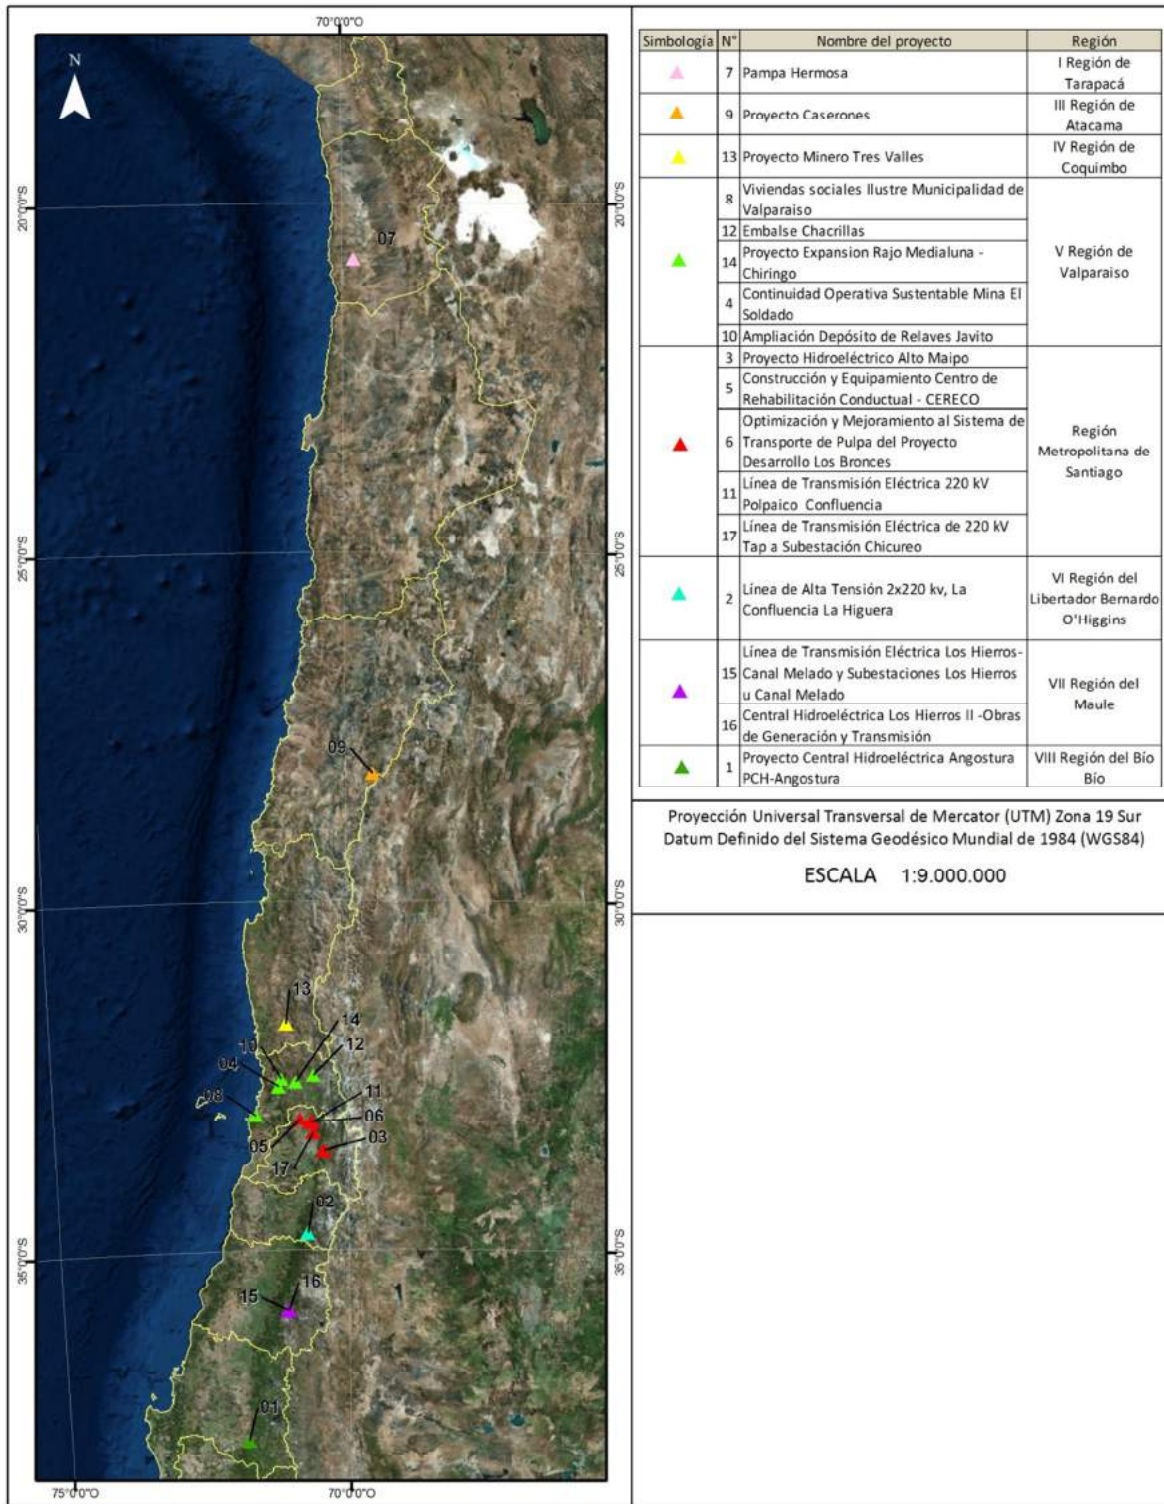 70°0'0"O
N
20°0'0"S
20°0'0"S
07
25°0'0"S
25°0'0"S
09
30°0'0"S
30°0'0"S
13
14
10
12
04
08
11
06
05
03
17
02
35°0'0"S
35°0'0"S
16
15
01
75°0'0"O
70°0'0"O
Simbología N° Nombre del proyecto Región
7 Pampa Hermosa I Región de
Tarapacá
9 Proyecto Caserones III Región de
Atacama
13 Proyecto Minero Tres Valles IV Región de
Coquimbo
8 Viviendas sociales Ilustre Municipalidad de
Valparaiso
12 Embalse Chacrillas
14 Proyecto Expansion Rajo Medialuna -
Chiringo
4 Continuidad Operativa Sustentable Mina El
Soldado
10 Ampliación Depósito de Relaves Javito
V Región de
Valparaiso
3 Proyecto Hidroeléctrico Alto Maipo
5 Construcción y Equipamiento Centro de
Rehabilitación Conductual - CERECO
6 Optimización y Mejoramiento al Sistema de
Transporte de Pulpa del Proyecto
Desarrollo Los Bronces
11 Línea de Transmisión Eléctrica 220 kV
Polpaico Confluencia
17 Línea de Transmisión Eléctrica de 220 kV
Tap a Subestación Chicureo
Región
Metropolitana de
Santiago
2 Línea de Alta Tensión 2x220 kv, La
Confluencia La Higuera
VI Región del
Libertador Bernardo
O'Higgins
15 Línea de Transmisión Eléctrica Los Hierros-
Canal Melado y Subestaciones Los Hierros
u Canal Melado
16 Central Hidroeléctrica Los Hierros II -Obras
de Generación y Transmisión
VII Región del
Maule
1 Proyecto Central Hidroeléctrica Angostura
PCH-Angostura
VIII Región del Bío
Bío
Proyección Universal Transversal de Mercator (UTM) Zona 19 Sur
Datum Definido del Sistema Geodésico Mundial de 1984 (WGS84)
ESCALA 1:9.000.000